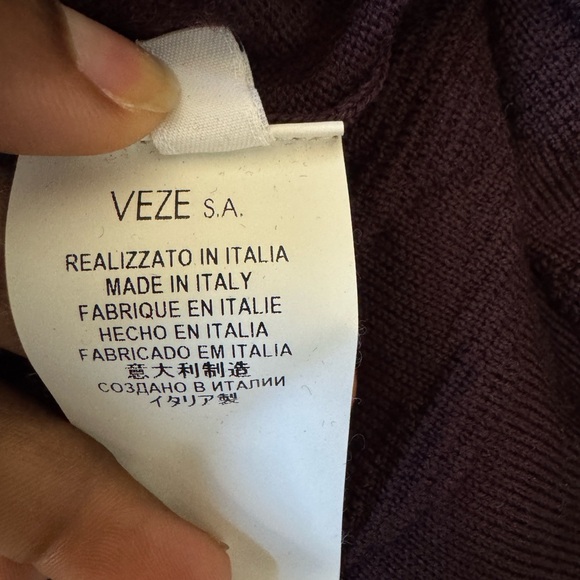 VEZE S.A.
REALIZZATO IN ITALIA
MADE IN ITALY
FABRIQUE EN ITALIE
HECHO EN ITALIA
FABRICADO EM ITALIA
意大利制造
СОЗДАНО В ИТАЛИИ
イタリア製